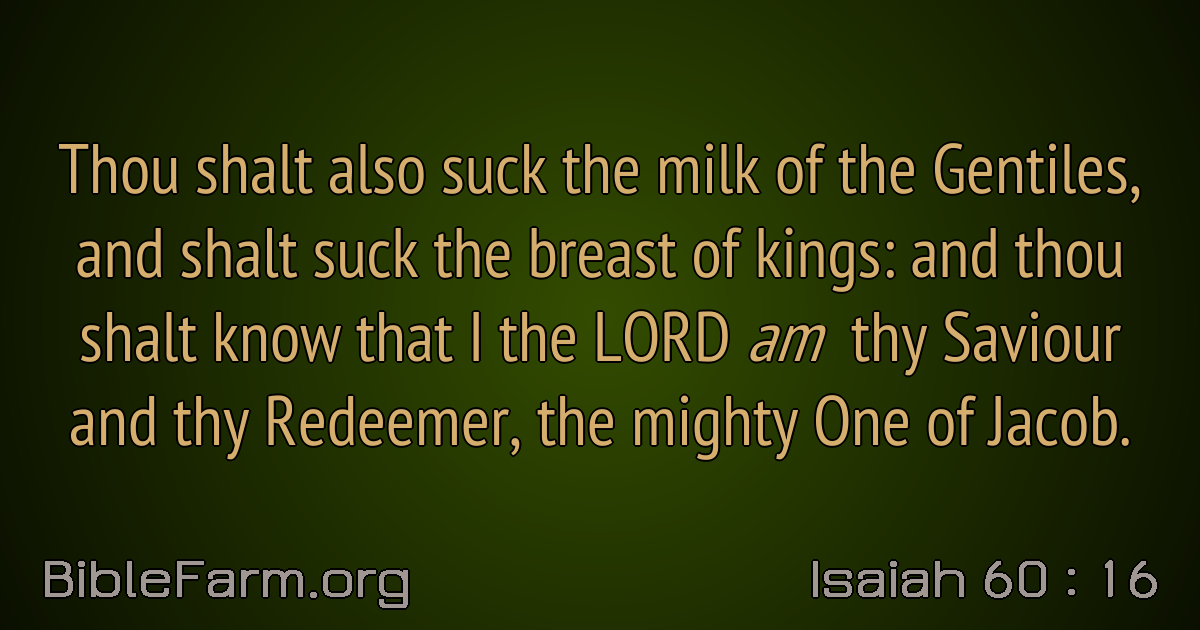 Thou shalt also suck the milk of the Gentiles,
and shalt suck the breast of kings: and thou
shalt know that I the LORD am thy Saviour
and thy Redeemer, the mighty One of Jacob.
BibleFarm.org
Isaiah 60 : 16